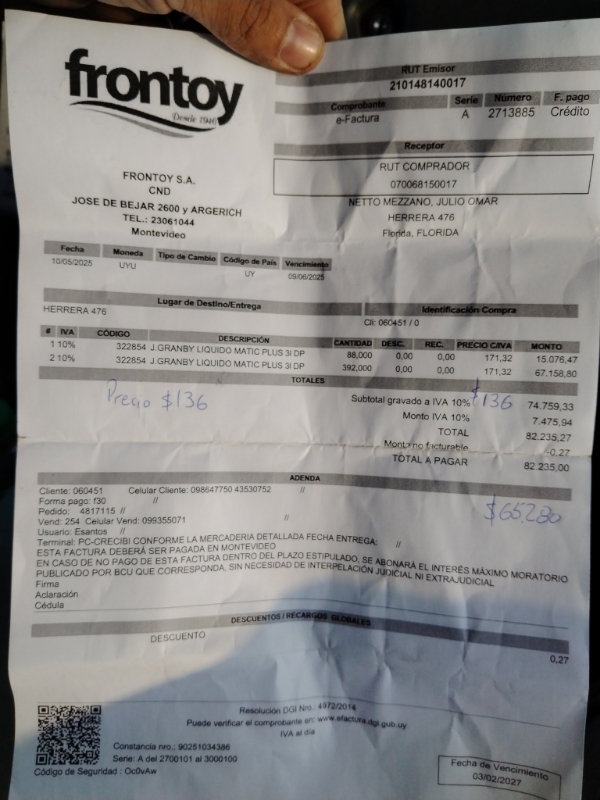 frontoy
Desde 1946
RUT Emisor
210148140017
Comprobante Serie Número F. pago
e-Factura A 2713885 Crédito
Receptor
RUT COMPRADOR
070068150017
NETTO MEZZANO, JULIO OMAR
HERRERA 476
Florida, FLORIDA
FRONTOY S.A.
CND
JOSE DE BEJAR 2600 y ARGERICH
TEL.: 23061044
Montevideo
Fecha Moneda Tipo de Cambio Código de País Vencimiento
10/05/2025 UYU UY 09/06/2025
Lugar de Destino/Entrega Identificación Compra
HERRERA 476 Cli: 060451 / 0
# IVA CÓDIGO DESCRIPCIÓN CANTIDAD DESC. REC. PRECIO C/IVA MONTO
1 10% 322854 J.GRANBY LIQUIDO MATIC PLUS 3l DP 88,000 0,00 0,00 171,32 15.076,47
2 10% 322854 J.GRANBY LIQUIDO MATIC PLUS 3l DP 392,000 0,00 0,00 171,32 67.158,80
TOTALES
Precio $136
Subtotal gravado a IVA 10% $136 74.759,33
Monto IVA 10% 7.475,94
TOTAL 82.235,27
Monto no facturable -0,27
TOTAL A PAGAR 82.235,00
ADENDA
Cliente: 060451 Celular Cliente: 098647750 43530752 //
Forma pago: f30 //
Pedido: 4817115 //
Vend: 254 Celular Vend: 099355071 //
Usuario: Esantos //
Terminal: PC-CRECIBI CONFORME LA MERCADERIA DETALLADA FECHA ENTREGA: //
ESTA FACTURA DEBERÁ SER PAGADA EN MONTEVIDEO
EN CASO DE NO PAGO DE ESTA FACTURA DENTRO DEL PLAZO ESTIPULADO, SE ABONARÁ EL INTERÉS MÁXIMO MORATORIO
PUBLICADO POR BCU QUE CORRESPONDA, SIN NECESIDAD DE INTERPELACIÓN JUDICIAL NI EXTRAJUDICIAL
Firma
Aclaración
Cédula
$65280
DESCUENTOS / RECARGOS GLOBALES
DESCUENTO 0,27
Resolución DGI Nro.: 4972/2014
Puede verificar el comprobante en: www.efactura.dgi.gub.uy
IVA al día
Constancia nro.: 90251034386
Serie: A del 2700101 al 3000100
Código de Seguridad : Oc0vAw
Fecha de Vencimiento
03/02/2027